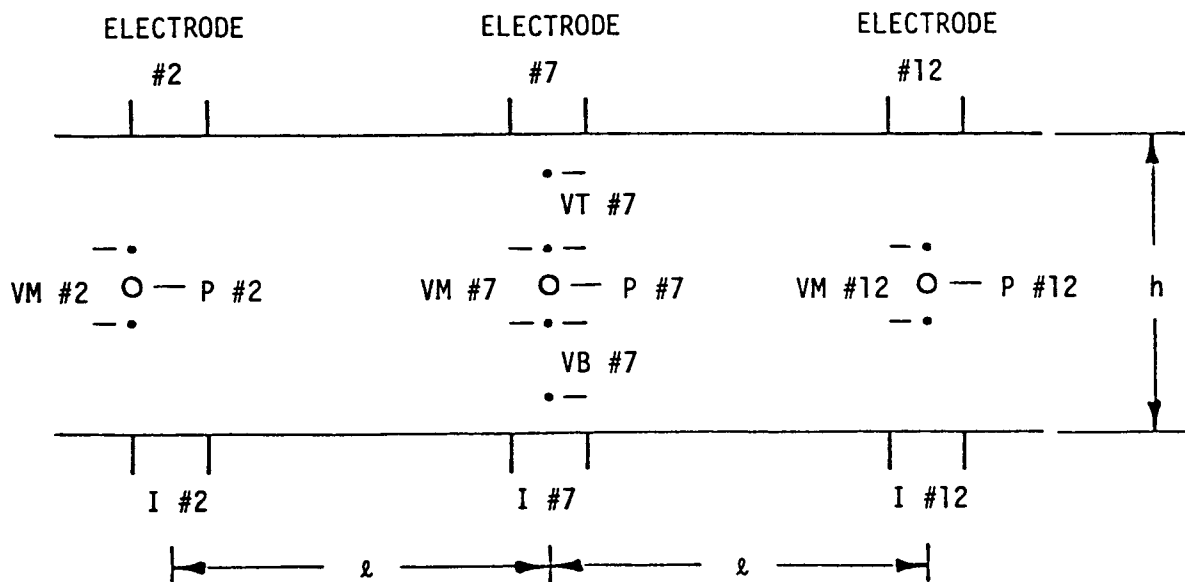 ELECTRODE ELECTRODE ELECTRODE
#2 #7 #12
VT #7
VM #2 P #2 VM #7 P #7 VM #12 P #12 h
VB #7
I #2 I #7 I #12
ℓ ℓ